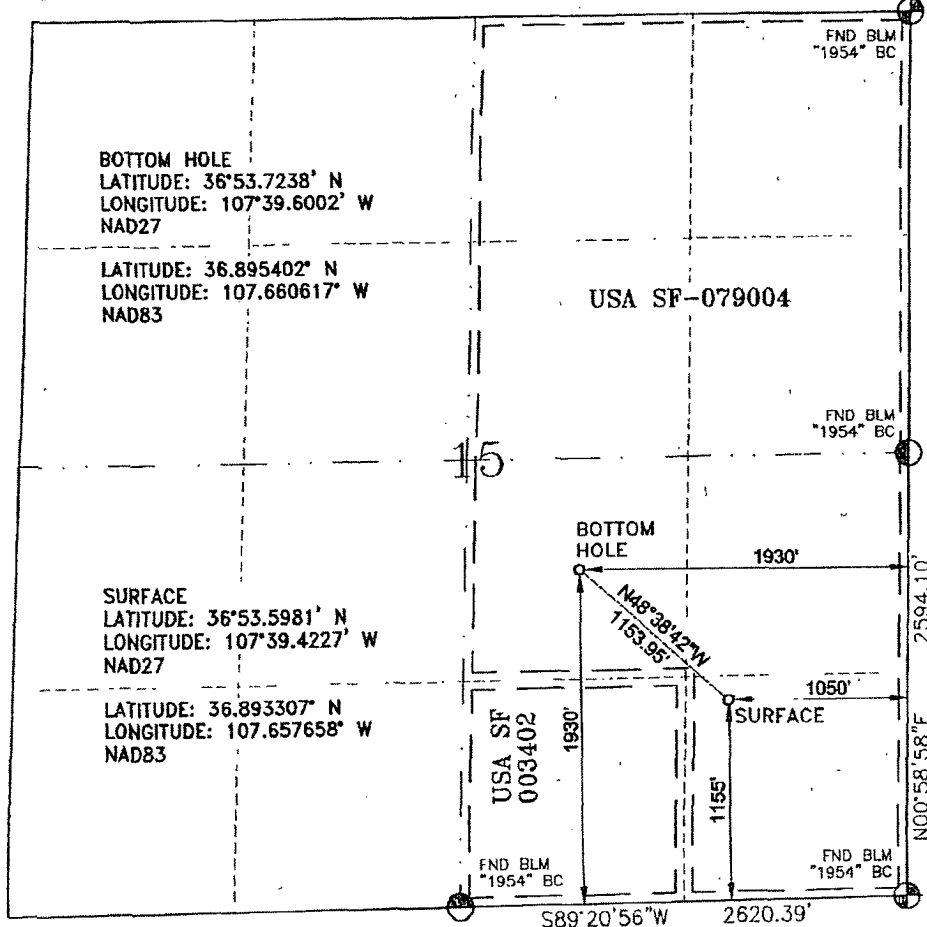 FND BLM
"1954" BC
BOTTOM HOLE
LATITUDE: 36°53.7238' N
LONGITUDE: 107°39.6002' W
NAD27
LATITUDE: 36.895402° N
LONGITUDE: 107.660617° W
NAD83
USA SF-079004
FND BLM
"1954" BC
15
BOTTOM
HOLE
1930'
N48°38'42"W
1153.95'
2594.10'
N00°58'58"E
SURFACE
LATITUDE: 36°53.5981' N
LONGITUDE: 107°39.4227' W
NAD27
LATITUDE: 36.893307° N
LONGITUDE: 107.657658° W
NAD83
1050'
SURFACE
USA SF
003402
1930'
1155'
FND BLM
"1954" BC
FND BLM
"1954" BC
S89°20'56"W
2620.39'